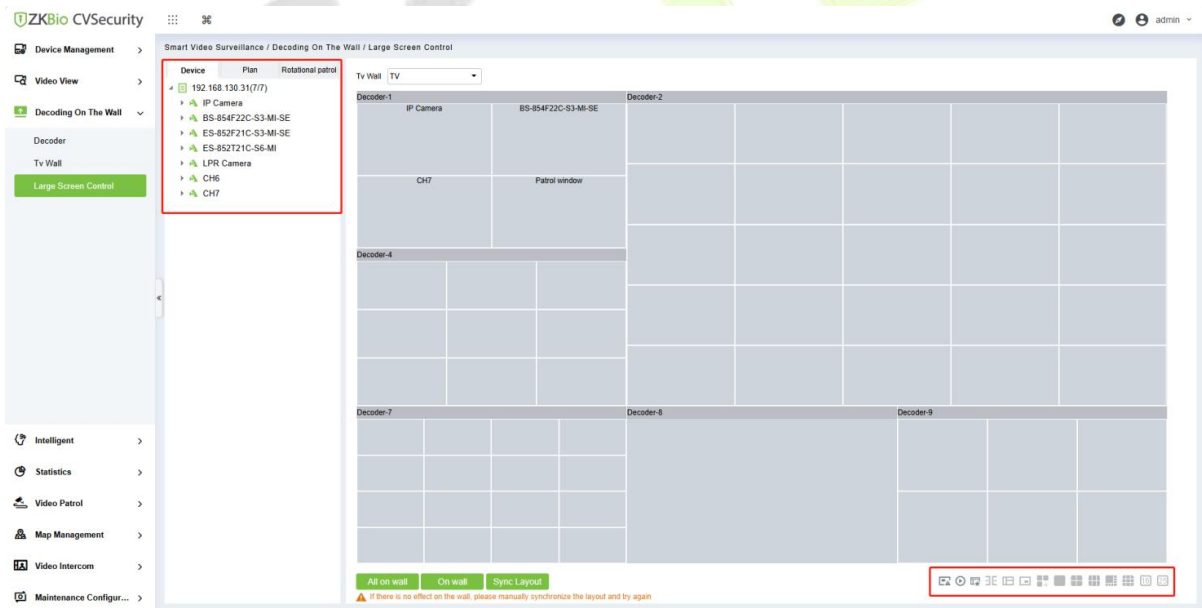 ZKBio CVSecurity
admin
Device Management
Video View
Decoding On The Wall
Decoder
Tv Wall
Large Screen Control
Intelligent
Statistics
Video Patrol
Map Management
Video Intercom
Maintenance Configur...
Smart Video Surveillance / Decoding On The Wall / Large Screen Control
Device Plan Rotational patrol
192.168.130.31(7/7)
IP Camera
BS-854F22C-S3-MI-SE
ES-852F21C-S3-MI-SE
ES-852T21C-S6-MI
LPR Camera
CH6
CH7
Tv Wall TV
Decoder-1 Decoder-2
IP Camera BS-854F22C-S3-MI-SE
CH7 Patrol window
Decoder-4
Decoder-7 Decoder-8 Decoder-9
All on wall On wall Sync Layout
If there is no effect on the wall, please manually synchronize the layout and try again